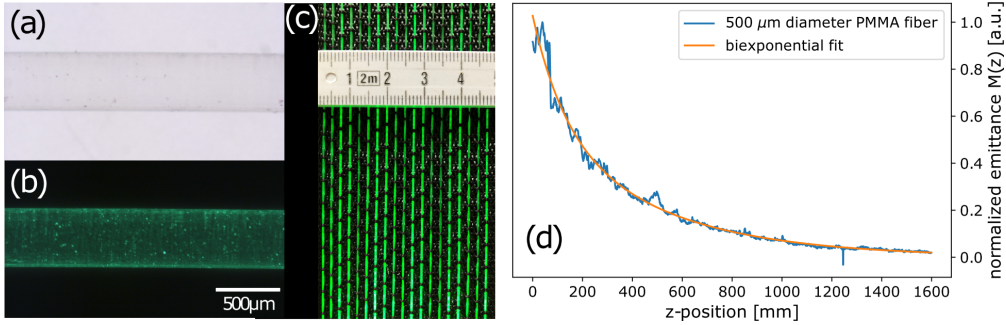 (a)
(b)
500µm
(c)
1 2m 2 3 4
500 µm diameter PMMA fiber
biexponential fit
(d)
1.0
0.8
0.6
0.4
0.2
0.0
normalized emittance M(z) [a.u.]
0 200 400 600 800 1000 1200 1400 1600
z-position [mm]